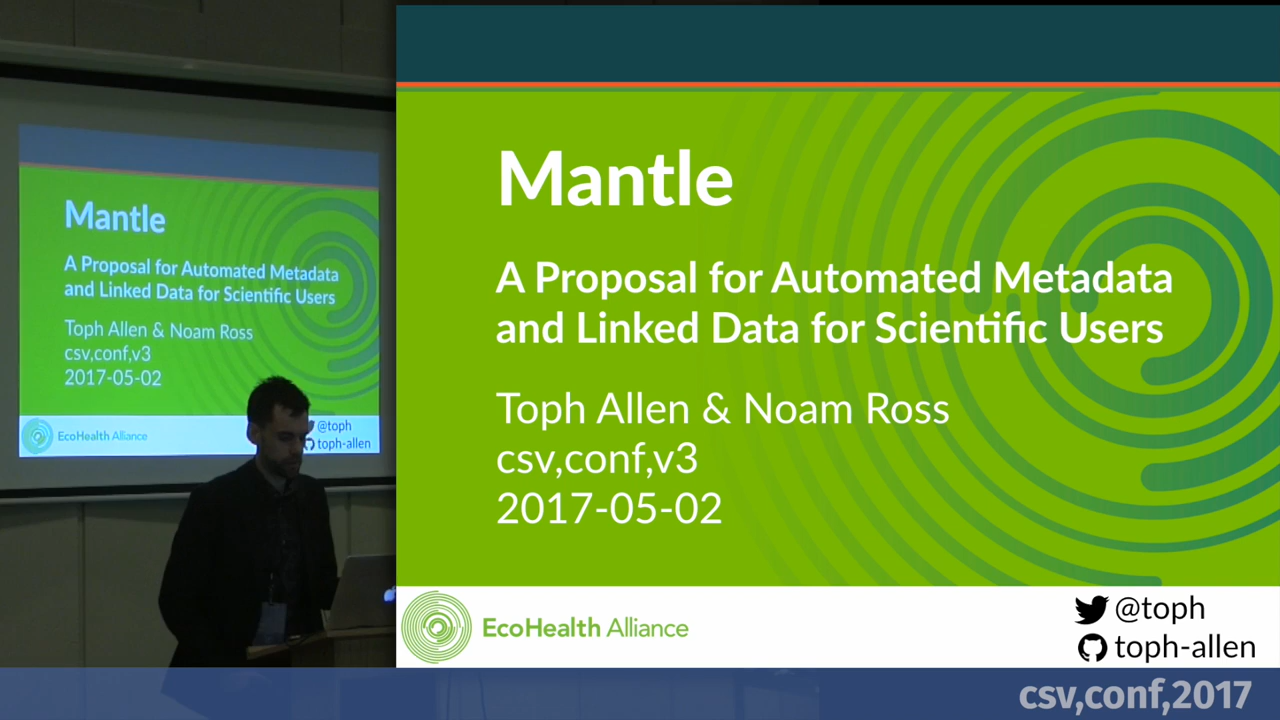 Mantle
A Proposal for Automated Metadata
and Linked Data for Scientific Users
Toph Allen & Noam Ross
csv,conf,v3
2017-05-02
EcoHealth Alliance
@toph
toph-allen
Mantle
A Proposal for Automated Metadata
and Linked Data for Scientific Users
Toph Allen & Noam Ross
csv,conf,v3
2017-05-02
EcoHealth Alliance
@toph
toph-allen
csv,conf,2017